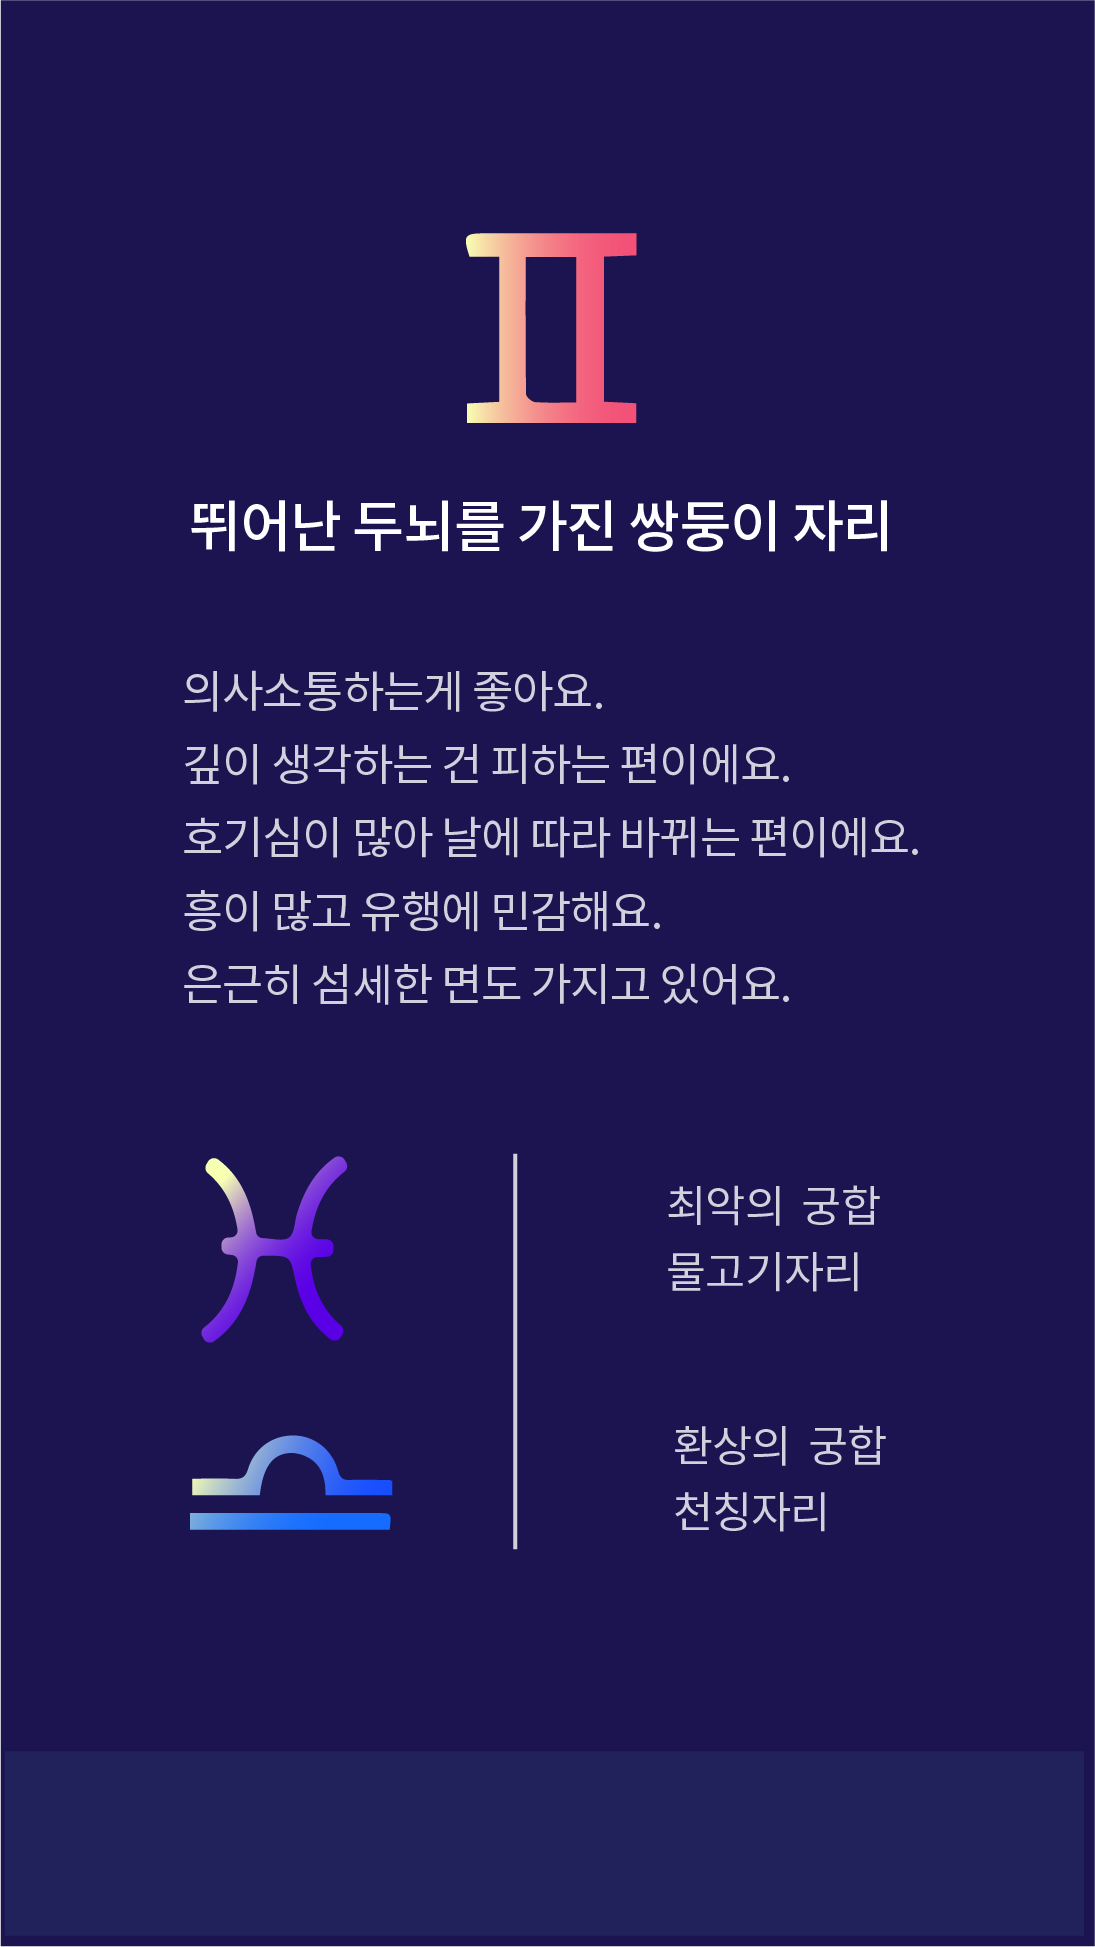 뛰어난 두뇌를 가진 쌍둥이 자리
의사소통하는게 좋아요.
깊이 생각하는 건 피하는 편이에요.
호기심이 많아 날에 따라 바뀌는 편이에요.
흥이 많고 유행에 민감해요.
은근히 섬세한 면도 가지고 있어요.
최악의 궁합
물고기자리
환상의 궁합
천칭자리